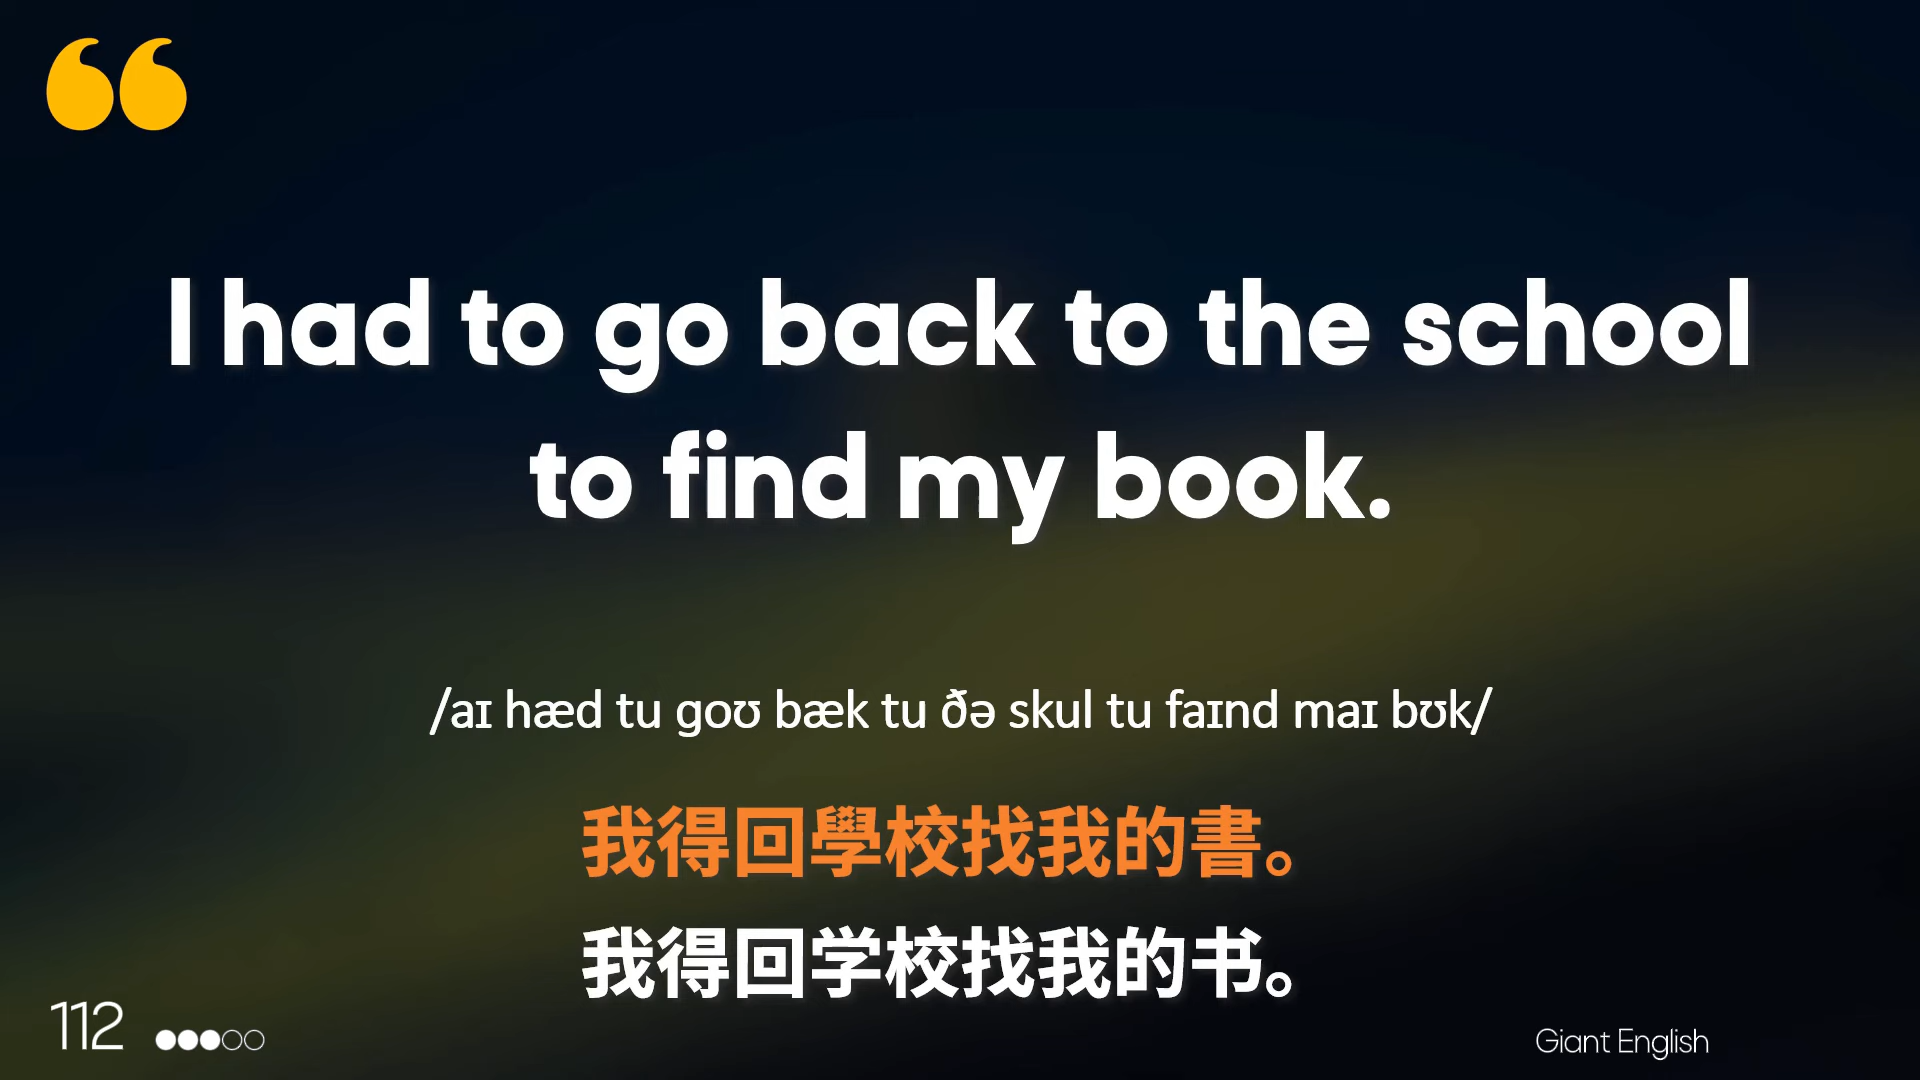 I had to go back to the school
to find my book.
/aɪ hæd tu goʊ bæk tu ðə skul tu faɪnd maɪ bʊk/
我得回學校找我的書。
我得回学校找我的书。
112
Giant English